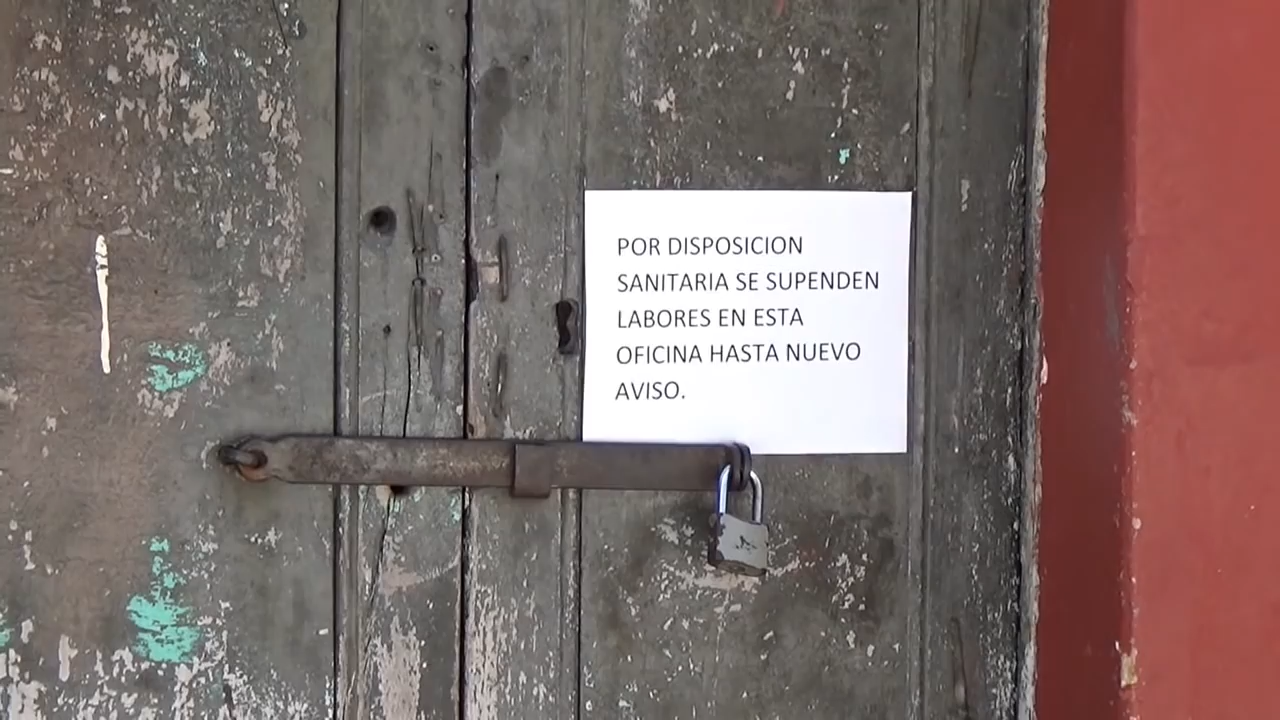 POR DISPOSICION
SANITARIA SE SUPENDEN
LABORES EN ESTA
OFICINA HASTA NUEVO
AVISO.